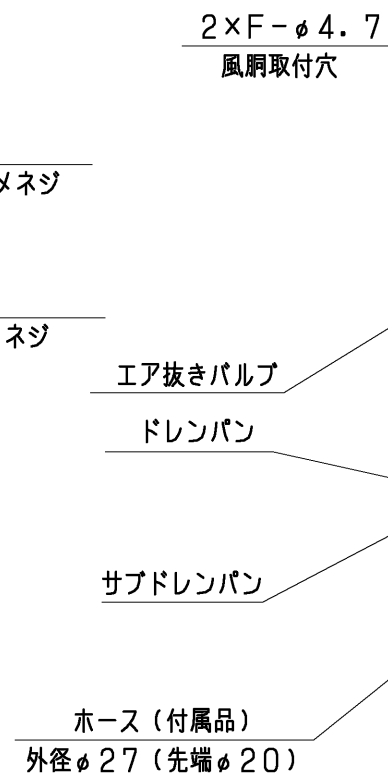 2×F-φ4.7
風胴取付穴
メネジ
ネジ
エア抜きバルブ
ドレンパン
サブドレンパン
ホース(付属品)
外径φ27(先端φ20)